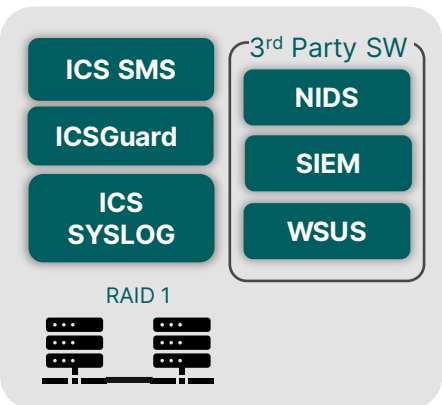 ICS SMS
ICSGuard
ICS
SYSLOG
3rd Party SW
NIDS
SIEM
WSUS
RAID 1